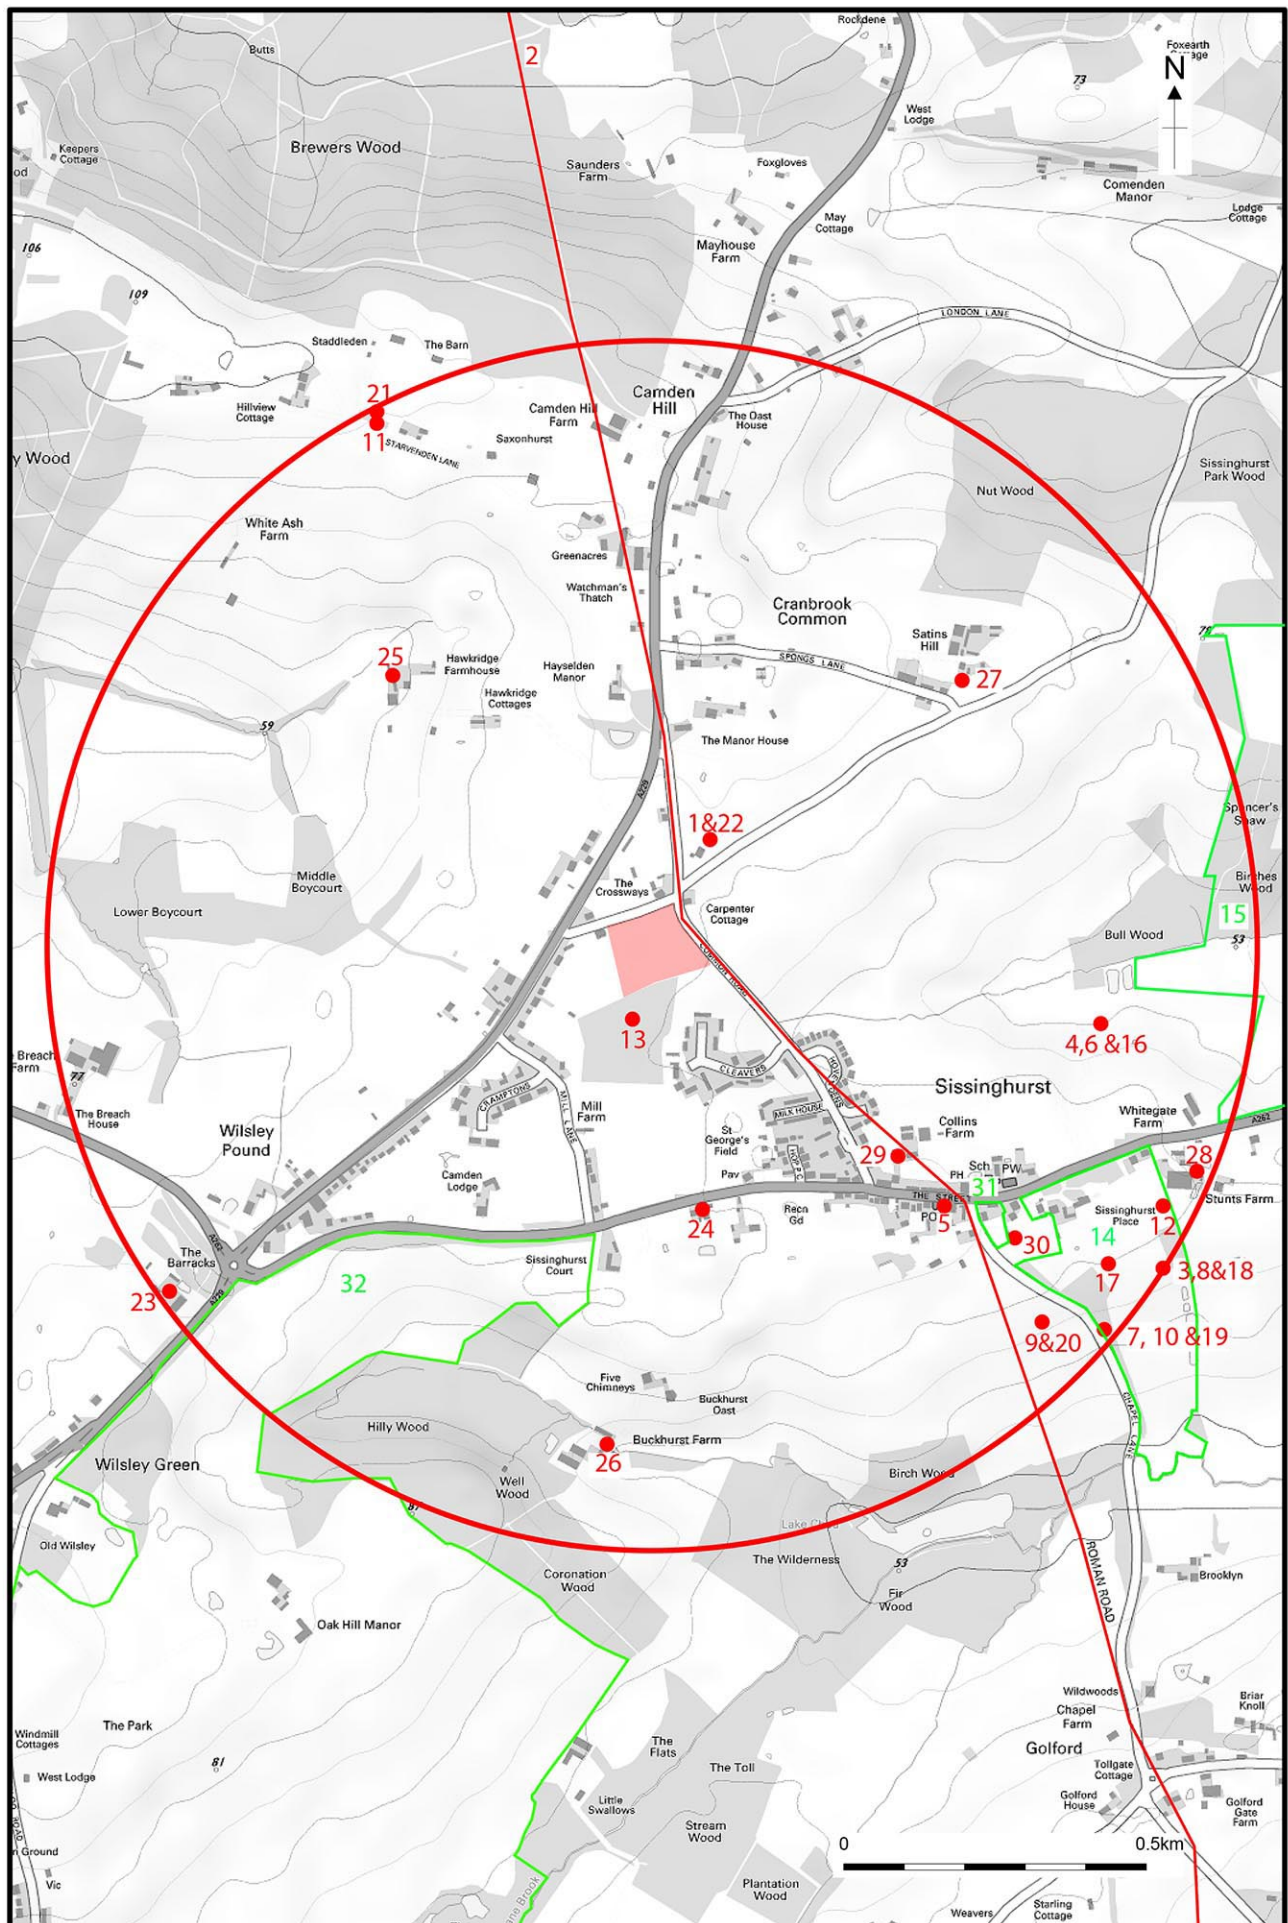 Rockdene
2
Butts
Foxearth
N
73
West
Lodge
Keepers
Cottage
Brewers Wood
Saunders
Farm
Foxgloves
Comenden
Manor
Lodge
Cottage
May
Cottage
106
Mayhouse
Farm
109
LONDON LANE
Staddleden
The Barn
21
Hillview
Cottage
11
STARVENDEN LANE
Camden Hill
Farm
Camden
Hill
The Oast
House
Saxonhurst
y Wood
Sissinghurst
Park Wood
Nut Wood
White Ash
Farm
Greenacres
Watchman's
Thatch
Cranbrook
Common
Satins
Hill
25
Hawkridge
Farmhouse
Hayselden
Manor
SPONGS LANE
27
Hawkridge
Cottages
59
The Manor House
A229
1&22
Spencer's
Shaw
Middle
Boycourt
The
Crossways
Birches
Wood
Lower Boycourt
Carpenter
Cottage
15
53
Bull Wood
COMMON ROAD
13
4,6 &16
Breach
Farm
77
CLEAVERS
Sissinghurst
CRAMPTONS
MILL LANE
Mill
Farm
MILK HOUSE
The Breach
House
Wilsley
Pound
St
George's
Field
Collins
Farm
Whitegate
Farm
A262
29
Pav
PH
Sch
PW
28
Camden
Lodge
31
THE STREET
Stunts Farm
24
Recn
Gd
PO
5
Sissinghurst
Place
12
A262
The
Barracks
Sissinghurst
Court
30
14
32
17
3,8&18
23
A229
9&20
7, 10 &19
Five
Chimneys
Buckhurst
Oast
CHAPEL LANE
Hilly Wood
Buckhurst Farm
26
Wilsley Green
Well
Wood
Birch Wood
87
Old Wilsley
The Wilderness
53
Coronation
Wood
Fir
Wood
ROMAN ROAD
Brooklyn
Oak Hill Manor
Wildwoods
Chapel
Farm
Briar
Knoll
The Park
Windmill
Cottages
The
Flats
Golford
81
The Toll
Tollgate
Cottage
West Lodge
Little
Swallows
Golford
House
Golford
Gate
Farm
Stream
Wood
0
0.5km
Ground
Vic
Plantation
Wood
Weavers
Starling
Cottage